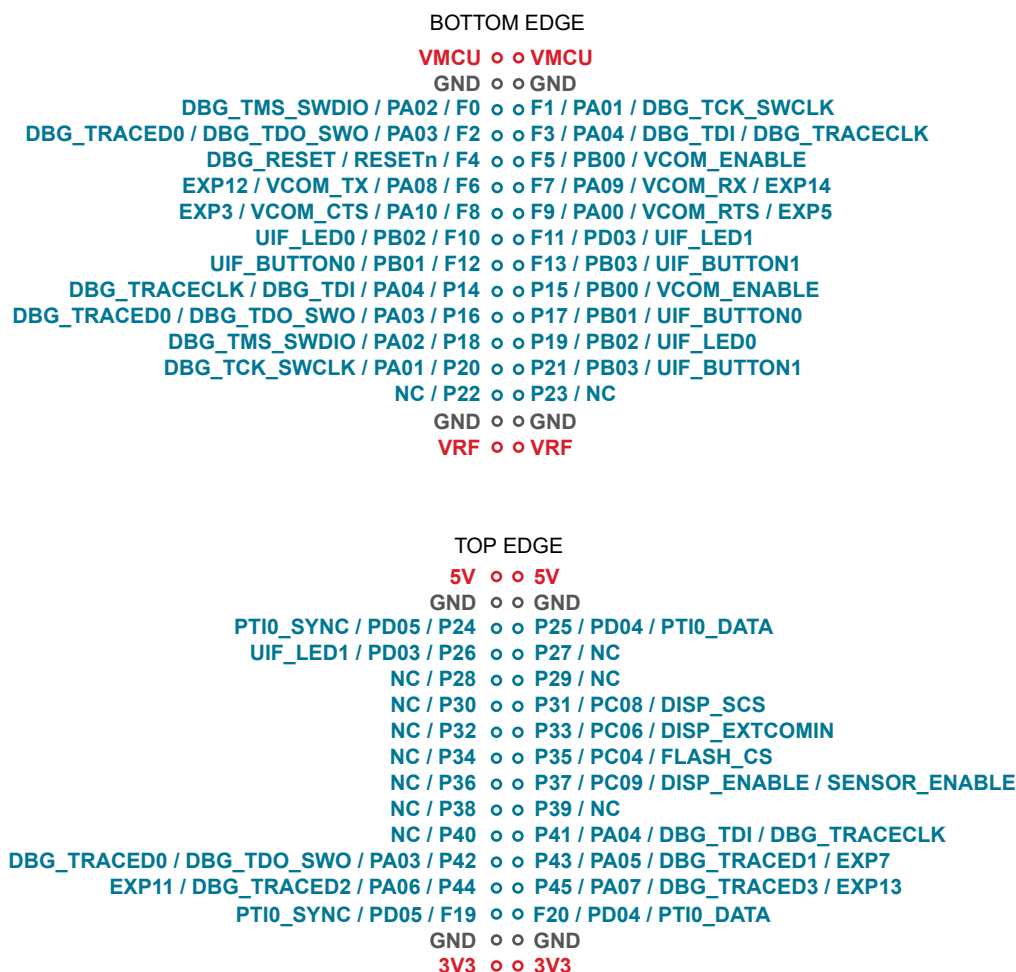 BOTTOM EDGE
VMCU VMCU
GND GND
DBG_TMS_SWDIO / PA02 / F0 F1 / PA01 / DBG_TCK_SWCLK
DBG_TRACED0 / DBG_TDO_SWO / PA03 / F2 F3 / PA04 / DBG_TDI / DBG_TRACECLK
DBG_RESET / RESETn / F4 F5 / PB00 / VCOM_ENABLE
EXP12 / VCOM_TX / PA08 / F6 F7 / PA09 / VCOM_RX / EXP14
EXP3 / VCOM_CTS / PA10 / F8 F9 / PA00 / VCOM_RTS / EXP5
UIF_LED0 / PB02 / F10 F11 / PD03 / UIF_LED1
UIF_BUTTON0 / PB01 / F12 F13 / PB03 / UIF_BUTTON1
DBG_TRACECLK / DBG_TDI / PA04 / P14 P15 / PB00 / VCOM_ENABLE
DBG_TRACED0 / DBG_TDO_SWO / PA03 / P16 P17 / PB01 / UIF_BUTTON0
DBG_TMS_SWDIO / PA02 / P18 P19 / PB02 / UIF_LED0
DBG_TCK_SWCLK / PA01 / P20 P21 / PB03 / UIF_BUTTON1
NC / P22 P23 / NC
GND GND
VRF VRF
TOP EDGE
5V 5V
GND GND
PTI0_SYNC / PD05 / P24 P25 / PD04 / PTI0_DATA
UIF_LED1 / PD03 / P26 P27 / NC
NC / P28 P29 / NC
NC / P30 P31 / PC08 / DISP_SCS
NC / P32 P33 / PC06 / DISP_EXTCOMIN
NC / P34 P35 / PC04 / FLASH_CS
NC / P36 P37 / PC09 / DISP_ENABLE / SENSOR_ENABLE
NC / P38 P39 / NC
NC / P40 P41 / PA04 / DBG_TDI / DBG_TRACECLK
DBG_TRACED0 / DBG_TDO_SWO / PA03 / P42 P43 / PA05 / DBG_TRACED1 / EXP7
EXP11 / DBG_TRACED2 / PA06 / P44 P45 / PA07 / DBG_TRACED3 / EXP13
PTI0_SYNC / PD05 / F19 F20 / PD04 / PTI0_DATA
GND GND
3V3 3V3